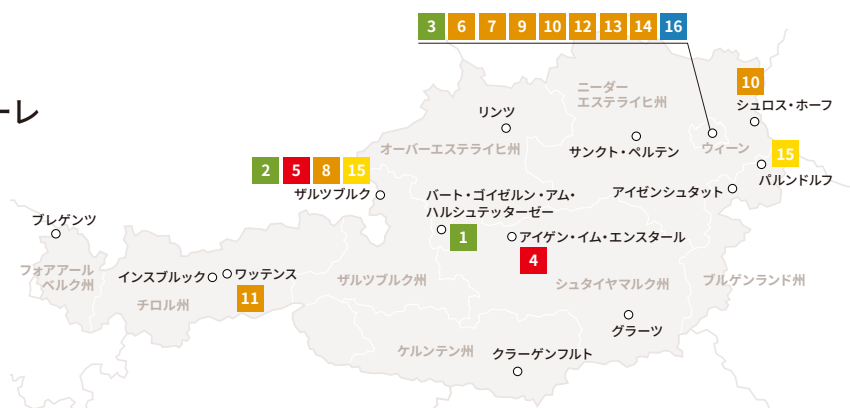 3 6 7 9 10 12 13 14 16
10
シュロス・ホーフ
ニーダー
エステライヒ州
ーレ
リンツ
オーバーエステライヒ州
サンクト・ペルテン
ウィーン
15
パルンドルフ
2 5 8 15
ザルツブルク
アイゼンシュタット
バート・ゴイゼルン・アム・
ハルシュテッターゼー
1
アイゲン・イム・エンスタール
4
ブレゲンツ
フォアアール
ベルク州
インスブルック
ワッテンス
11
チロル州
ザルツブルク州
シュタイヤマルク州
ブルゲンランド州
グラーツ
ケルンテン州
クラーゲンフルト